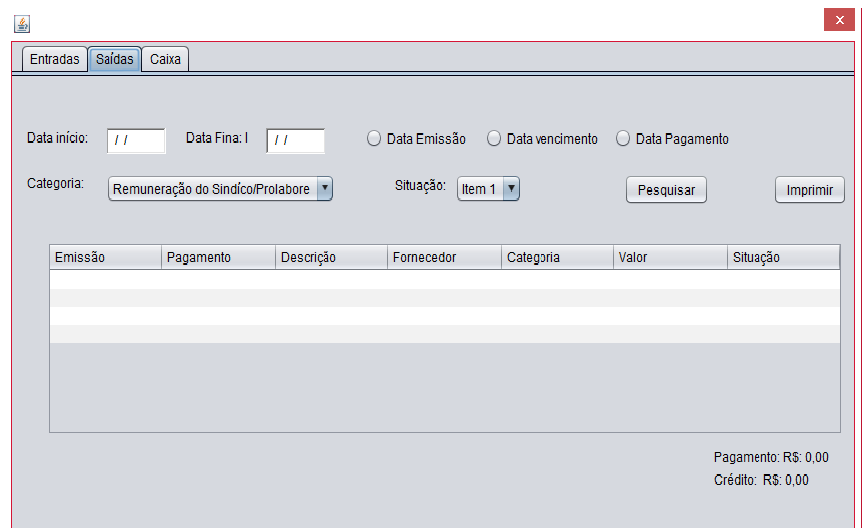 x
Entradas Saídas Caixa
Data início: / / Data Fina: l / / Data Emissão Data vencimento Data Pagamento
Categoria: Remuneração do Sindíco/Prolabore Situação: Item 1 Pesquisar Imprimir
Emissão Pagamento Descrição Fornecedor Categoria Valor Situação
Pagamento: R$: 0,00
Crédito: R$: 0,00